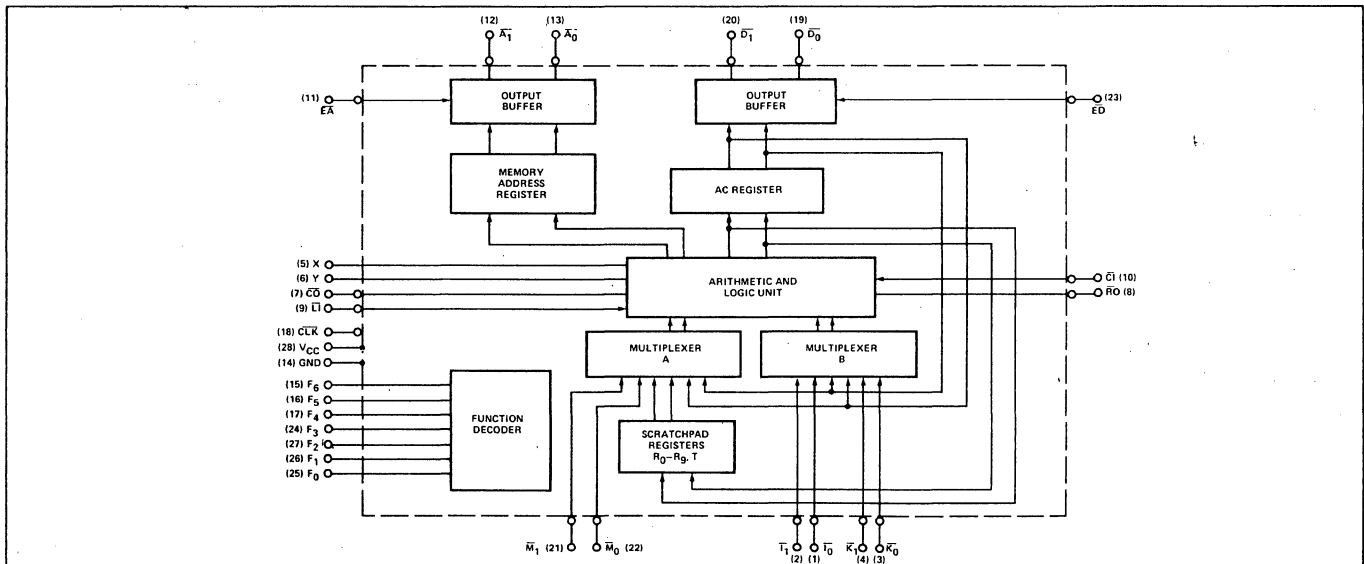 (12) (13) (20) (19)
A̅₁ A̅₀ D̅₁ D̅₀
OUTPUT
BUFFER
OUTPUT
BUFFER
(11)
E̅A̅
(23)
E̅D̅
MEMORY
ADDRESS
REGISTER
AC REGISTER
(5) X
(6) Y
(7) C̅O̅
(9) L̅I̅
ARITHMETIC AND
LOGIC UNIT
C̅I̅ (10)
R̅O̅ (8)
(18) C̅L̅K̅
(28) V_CC
(14) GND
MULTIPLEXER
A
MULTIPLEXER
B
(15) F₆
(16) F₅
(17) F₄
(24) F₃
(27) F₂
(26) F₁
(25) F₀
FUNCTION
DECODER
SCRATCHPAD
REGISTERS
R₀–R₉, T
M̅₁ (21) M̅₀ (22) I̅₁ I̅₀ K̅₁ K̅₀
(2) (1) (4) (3)